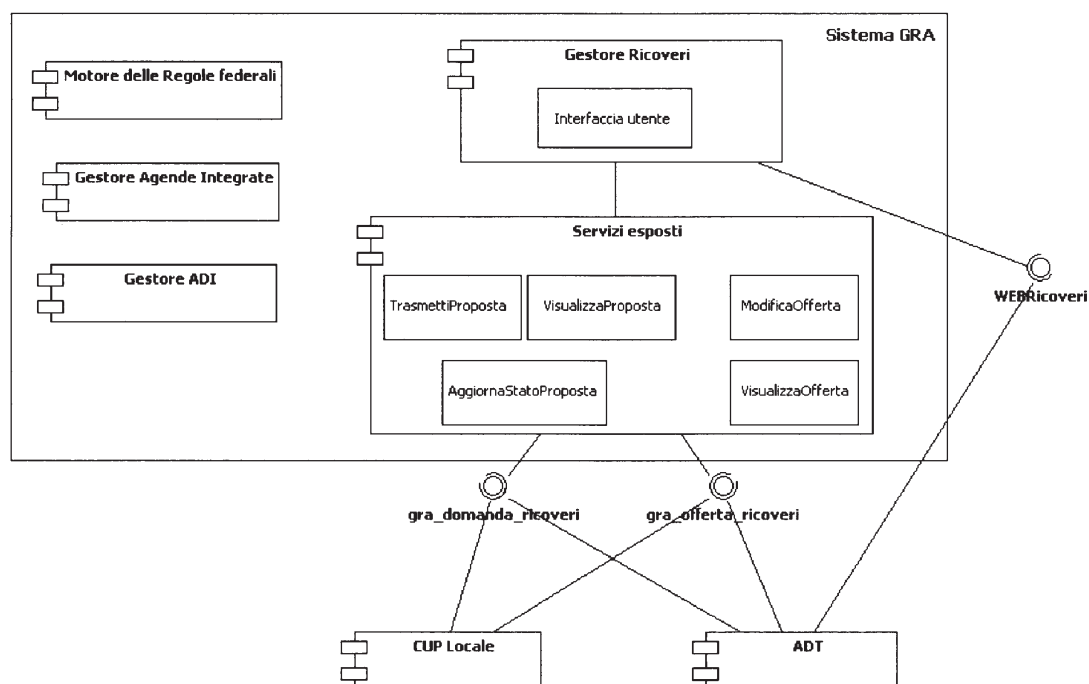 Sistema GRA
Gestore Ricoveri
Motore delle Regole federali
Interfaccia utente
Gestore Agende Integrate
Servizi esposti
Gestore ADI
TrasmettiProposta
VisualizzaProposta
ModificaOfferta
WEBRicoveri
AggiornaStatoProposta
VisualizzaOfferta
gra_domanda_ricoveri
gra_offerta_ricoveri
CUP Locale
ADT